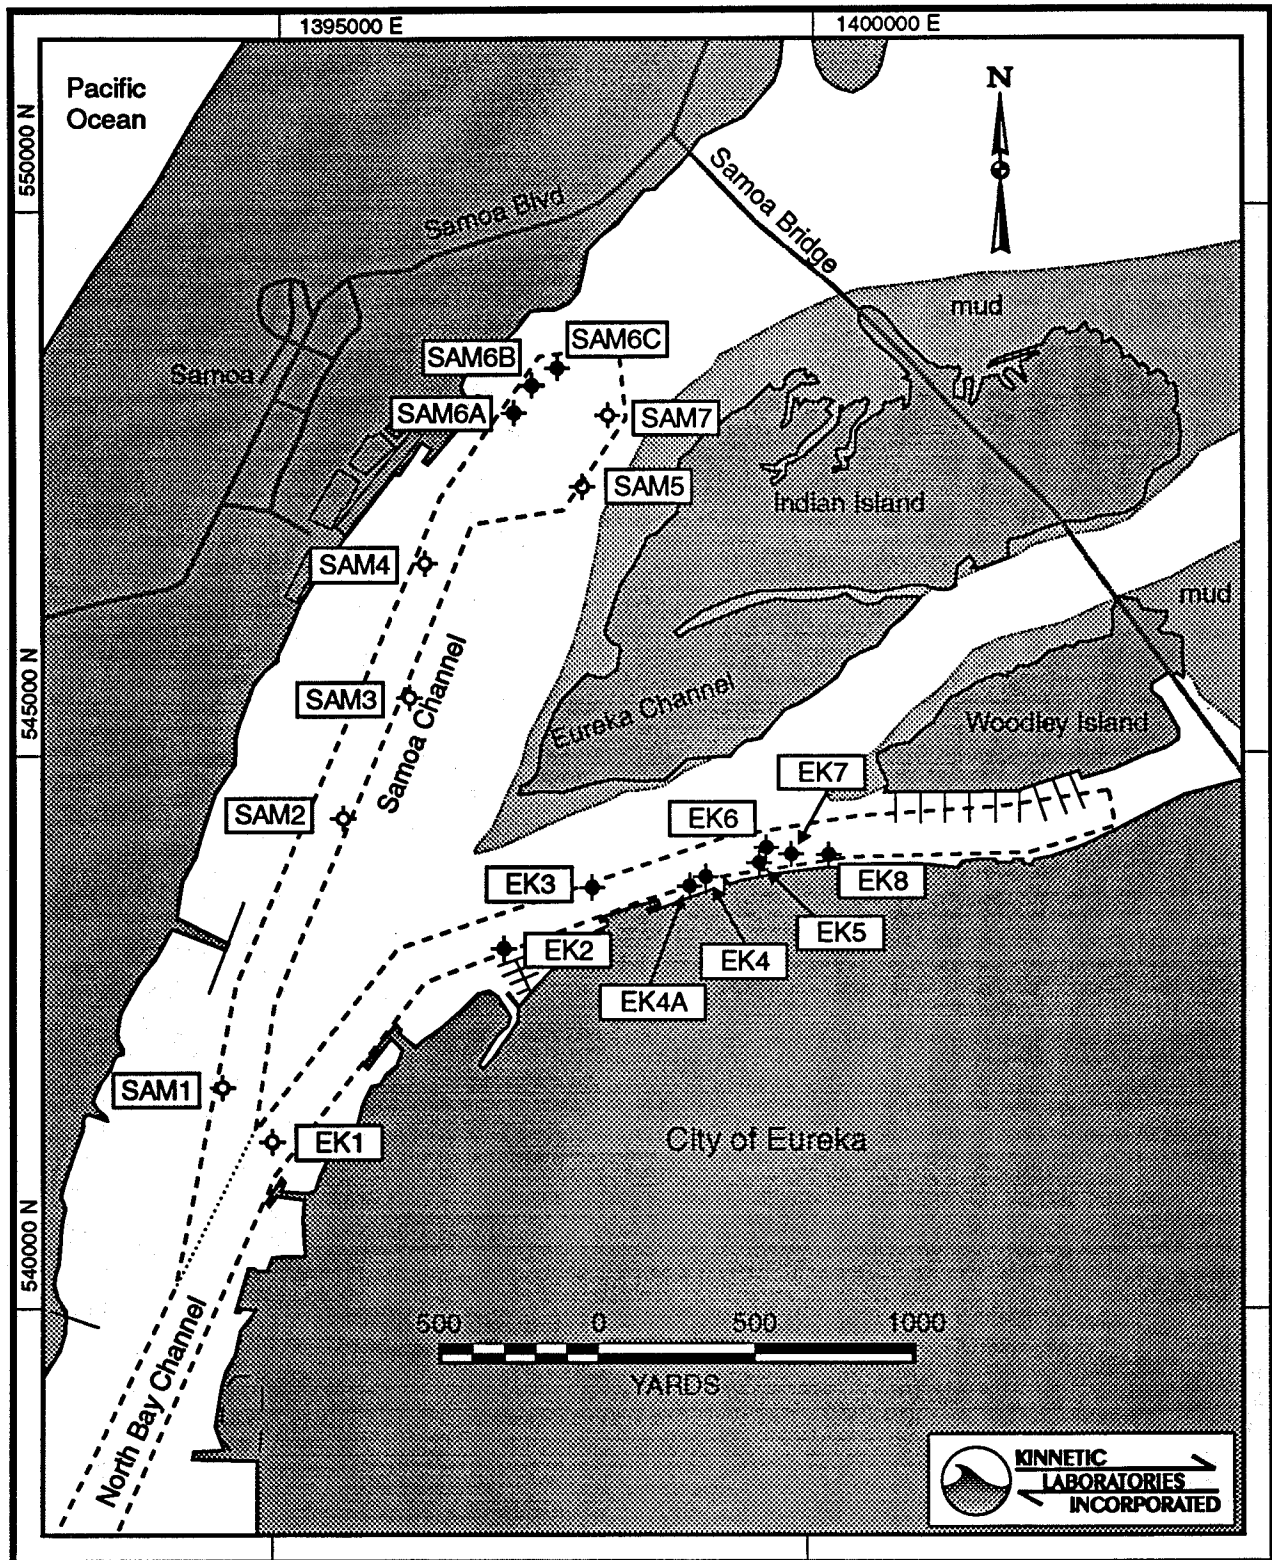 1395000 E
1400000 E
Pacific
Ocean
N
550000 N
Samoa Blvd
Samoa Bridge
mud
SAM6C
SAM6B
Samoa
SAM6A
SAM7
SAM5
Indian Island
SAM4
mud
545000 N
SAM3
Samoa Channel
Eureka Channel
Woodley Island
EK7
SAM2
EK6
EK3
EK8
EK5
EK2
EK4
EK4A
SAM1
EK1
City of Eureka
540000 N
North Bay Channel
500 0 500 1000
YARDS
KINNETIC
LABORATORIES
INCORPORATED